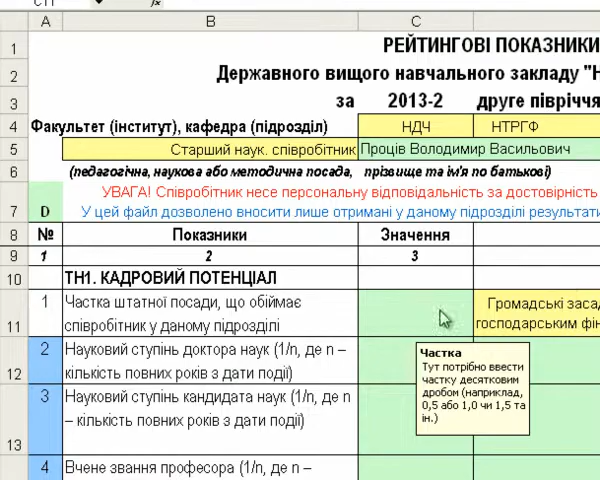 C11
A B C
1 РЕЙТИНГОВІ ПОКАЗНИКИ
2 Державного вищого навчального закладу "Н
3 за 2013-2 друге півріччя
4 Факультет (інститут), кафедра (підрозділ) НДЧ НТРГФ
5 Старший наук. співробітник Проців Володимир Васильович
6 (педагогічна, наукова або методична посада, прізвище та ім'я по батькові)
УВАГА! Співробітник несе персональну відповідальність за достовірність
7 D У цей файл дозволено вносити лише отримані у даному підрозділі результати
8 № Показники Значення
9 1 2 3
10 ТН1. КАДРОВИЙ ПОТЕНЦІАЛ
1 Частка штатної посади, що обіймає Громадські заса
11 співробітник у даному підрозділі господарським фін
2 Науковий ступінь доктора наук (1/n, де n –
12 кількість повних років з дати події)
3 Науковий ступінь кандидата наук (1/n, де n
– кількість повних років з дати події)
13
4 Вчене звання професора (1/n, де n –
Частка
Тут потрібно ввести
частку десятковим
дробом (наприклад,
0,5 або 1,0 чи 1,5 та
ін.)